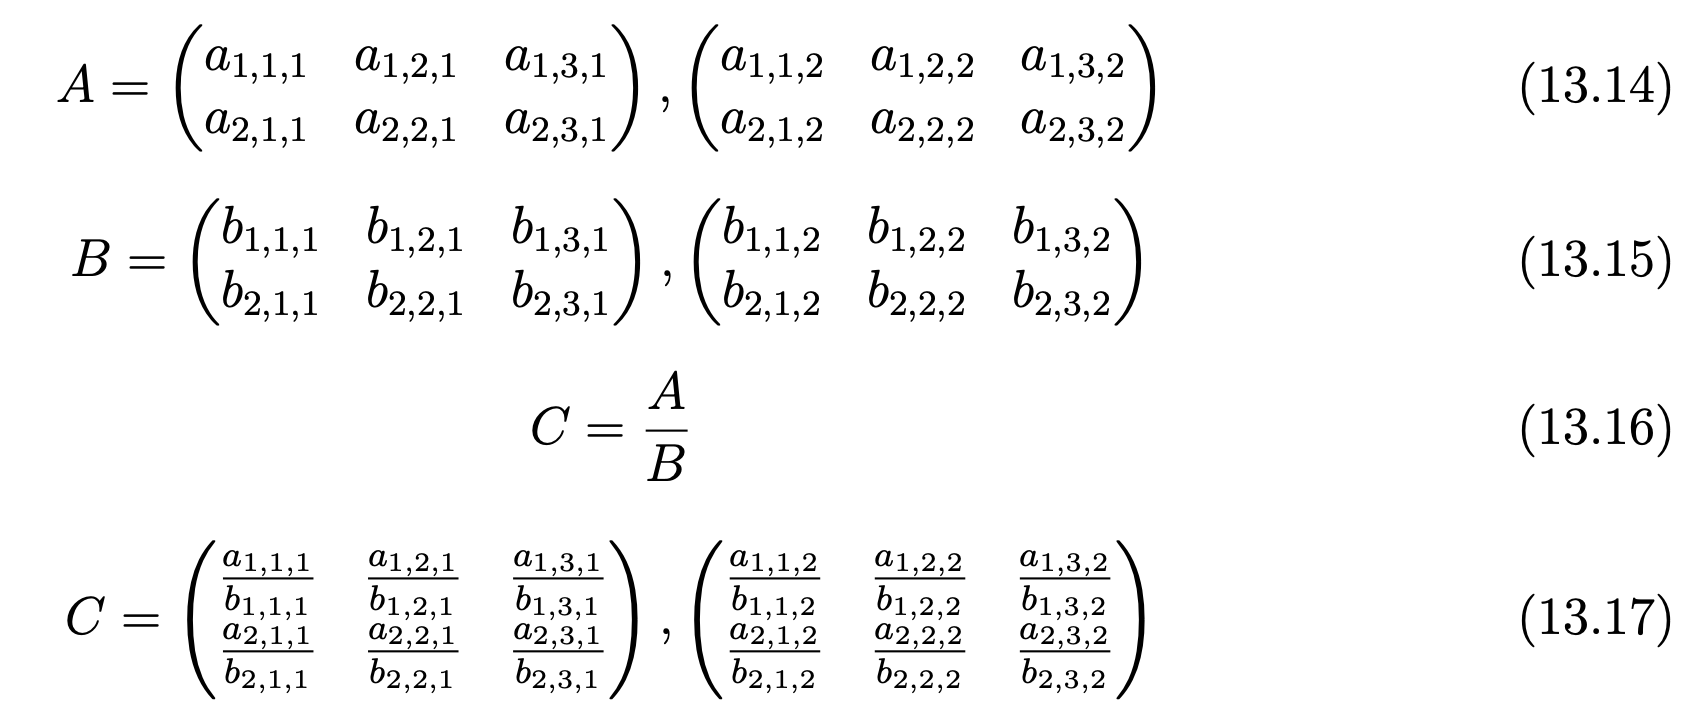 $A = \begin{pmatrix} a_{1,1,1} & a_{1,2,1} & a_{1,3,1} \\ a_{2,1,1} & a_{2,2,1} & a_{2,3,1} \end{pmatrix}, \begin{pmatrix} a_{1,1,2} & a_{1,2,2} & a_{1,3,2} \\ a_{2,1,2} & a_{2,2,2} & a_{2,3,2} \end{pmatrix}$ (13.14)
$B = \begin{pmatrix} b_{1,1,1} & b_{1,2,1} & b_{1,3,1} \\ b_{2,1,1} & b_{2,2,1} & b_{2,3,1} \end{pmatrix}, \begin{pmatrix} b_{1,1,2} & b_{1,2,2} & b_{1,3,2} \\ b_{2,1,2} & b_{2,2,2} & b_{2,3,2} \end{pmatrix}$ (13.15)
$C = \frac{A}{B}$ (13.16)
$C = \begin{pmatrix} \frac{a_{1,1,1}}{b_{1,1,1}} & \frac{a_{1,2,1}}{b_{1,2,1}} & \frac{a_{1,3,1}}{b_{1,3,1}} \\ \frac{a_{2,1,1}}{b_{2,1,1}} & \frac{a_{2,2,1}}{b_{2,2,1}} & \frac{a_{2,3,1}}{b_{2,3,1}} \end{pmatrix}, \begin{pmatrix} \frac{a_{1,1,2}}{b_{1,1,2}} & \frac{a_{1,2,2}}{b_{1,2,2}} & \frac{a_{1,3,2}}{b_{1,3,2}} \\ \frac{a_{2,1,2}}{b_{2,1,2}} & \frac{a_{2,2,2}}{b_{2,2,2}} & \frac{a_{2,3,2}}{b_{2,3,2}} \end{pmatrix}$ (13.17)